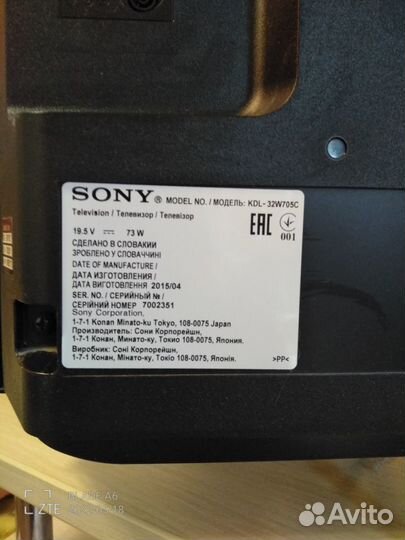 SONY® MODEL NO. / МОДЕЛЬ: KDL-32W705C
Television / Телевизор / Телевізор
19.5 V ⎓ 73 W
EAC
001
СДЕЛАНО В СЛОВАКИИ
ЗРОБЛЕНО У СЛОВАЧЧИНІ
DATE OF MANUFACTURE /
ДАТА ИЗГОТОВЛЕНИЯ /
ДАТА ВИГОТОВЛЕННЯ 2015/04
SER. NO. / СЕРИЙНЫЙ № /
СЕРІЙНИЙ НОМЕР 7002351
Sony Corporation,
1-7-1 Konan Minato-ku Tokyo, 108-0075 Japan
Производитель: Сони Корпорейшн,
1-7-1 Конан, Минато-ку, Токио 108-0075, Япония.
Виробник: Соні Корпорейшн,
1-7-1 Конан, Мінато-ку, Токіо 108-0075, Японія.
>PP<
ZTE
Avito